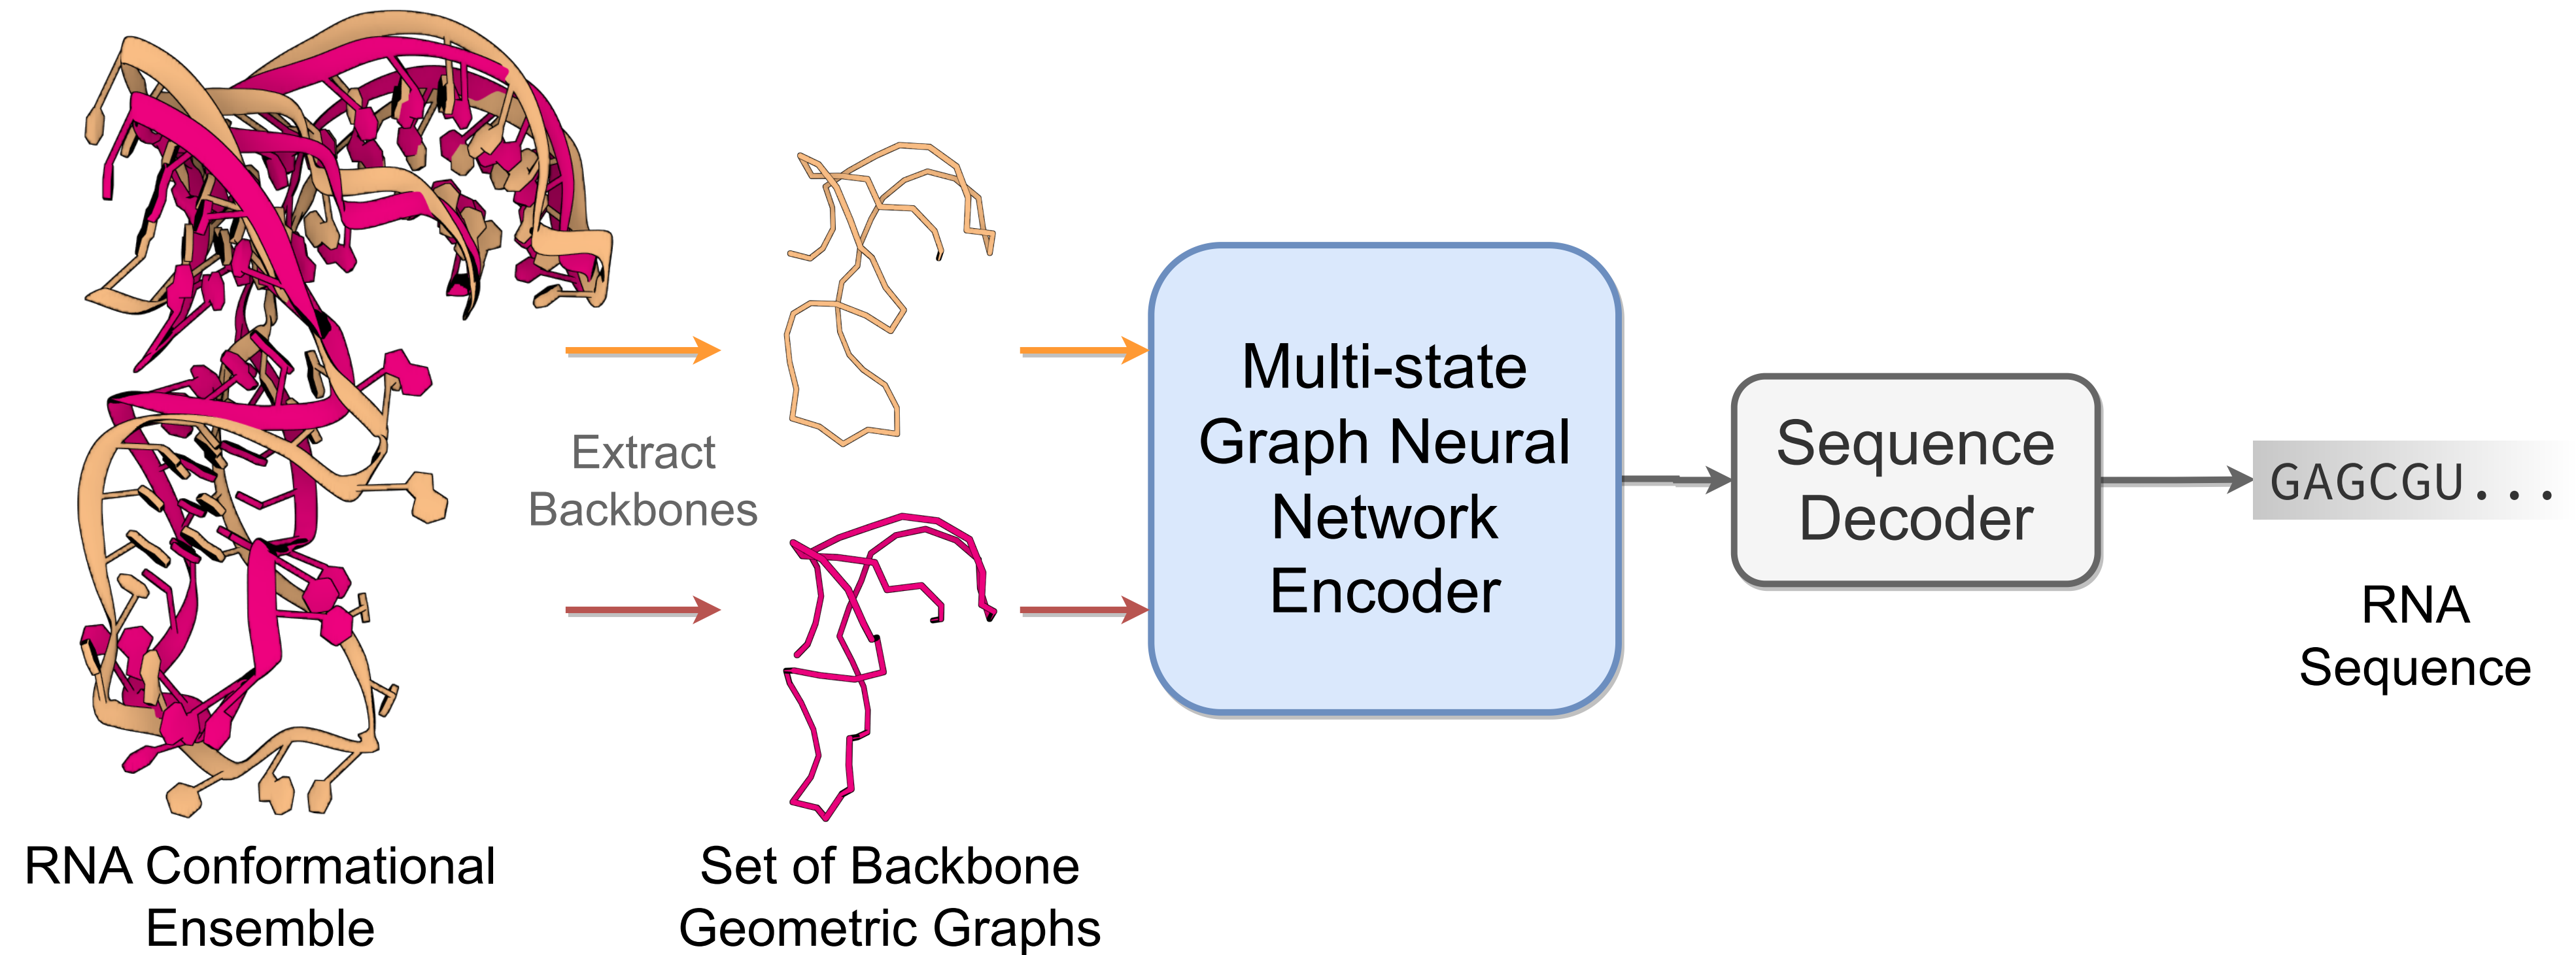 RNA Conformational
Ensemble
Extract
Backbones
Set of Backbone
Geometric Graphs
Multi-state
Graph Neural
Network
Encoder
Sequence
Decoder
GAGCGU...
RNA
Sequence